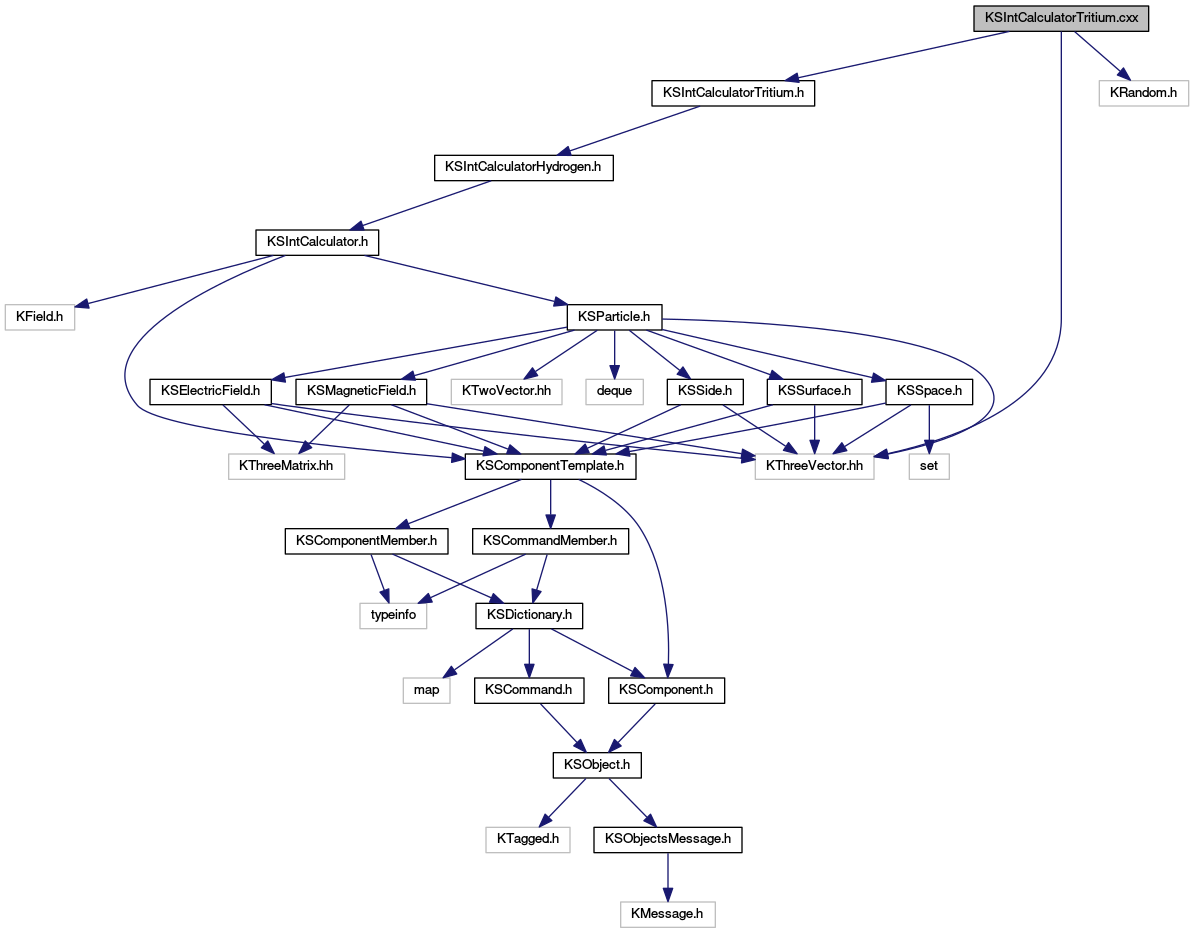 KSIntCalculatorTritium.cxx
KSIntCalculatorTritium.h
KRandom.h
KSIntCalculatorHydrogen.h
KSIntCalculator.h
KField.h
KSParticle.h
KSElectricField.h
KSMagneticField.h
KTwoVector.hh
deque
KSSide.h
KSSurface.h
KSSpace.h
KThreeMatrix.hh
KSComponentTemplate.h
KThreeVector.hh
set
KSComponentMember.h
KSCommandMember.h
typeinfo
KSDictionary.h
map
KSCommand.h
KSComponent.h
KSObject.h
KTagged.h
KSObjectsMessage.h
KMessage.h